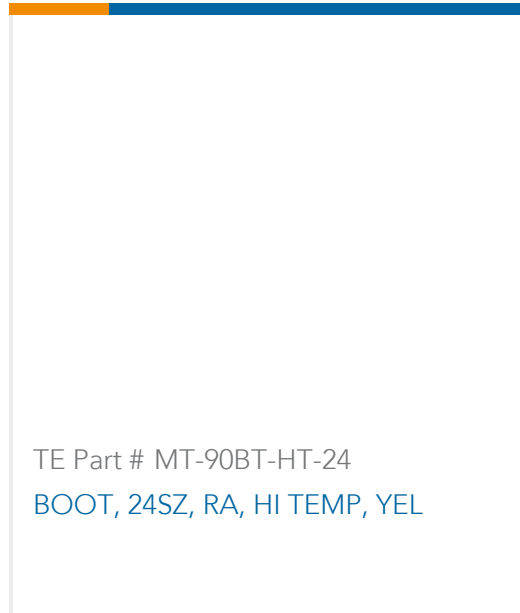 TE Part # MT-90BT-HT-24
BOOT, 24SZ, RA, HI TEMP, YEL